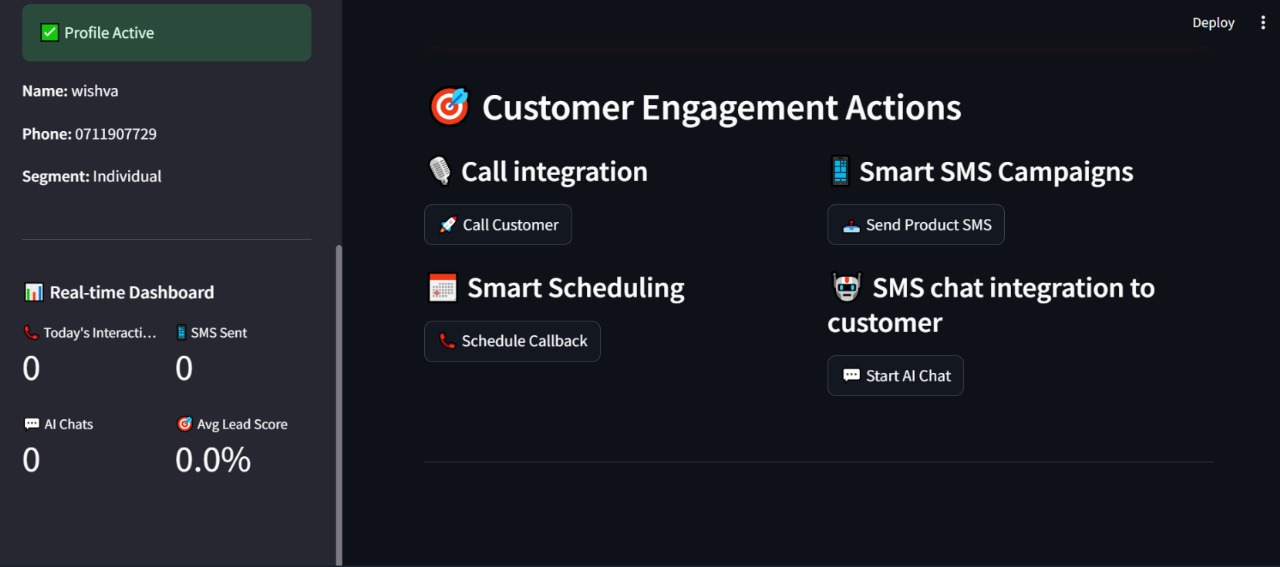 ✅ Profile Active
Name: wishva
Phone: 0711907729
Segment: Individual
📊 Real-time Dashboard
📞 Today's Interacti... 📱 SMS Sent
0 0
💬 AI Chats 🎯 Avg Lead Score
0 0.0%
Deploy
🎯 Customer Engagement Actions
🎙️ Call integration
🚀 Call Customer
📱 Smart SMS Campaigns
📤 Send Product SMS
📅 Smart Scheduling
📞 Schedule Callback
🤖 SMS chat integration to
customer
💬 Start AI Chat